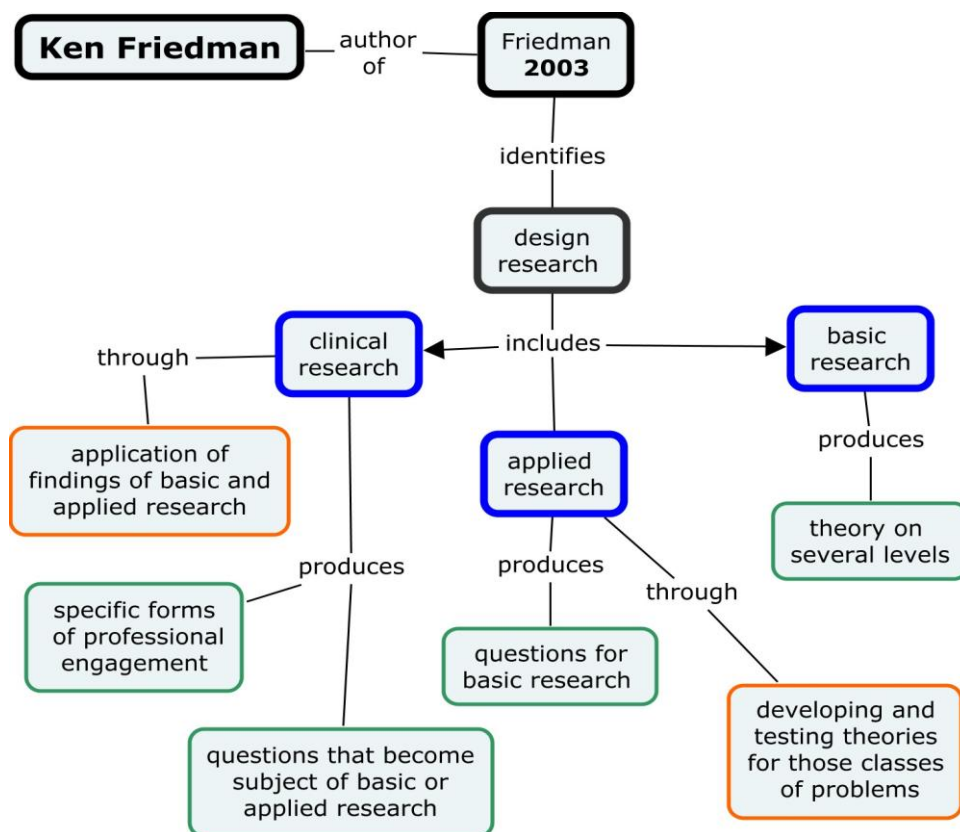 Ken Friedman
author
of
Friedman
2003
identifies
design
research
includes
clinical
research
basic
research
through
application of
findings of basic and
applied research
applied
research
produces
theory on
several levels
produces
specific forms
of professional
engagement
questions that become
subject of basic or
applied research
produces
questions for
basic research
through
developing and
testing theories
for those classes
of problems